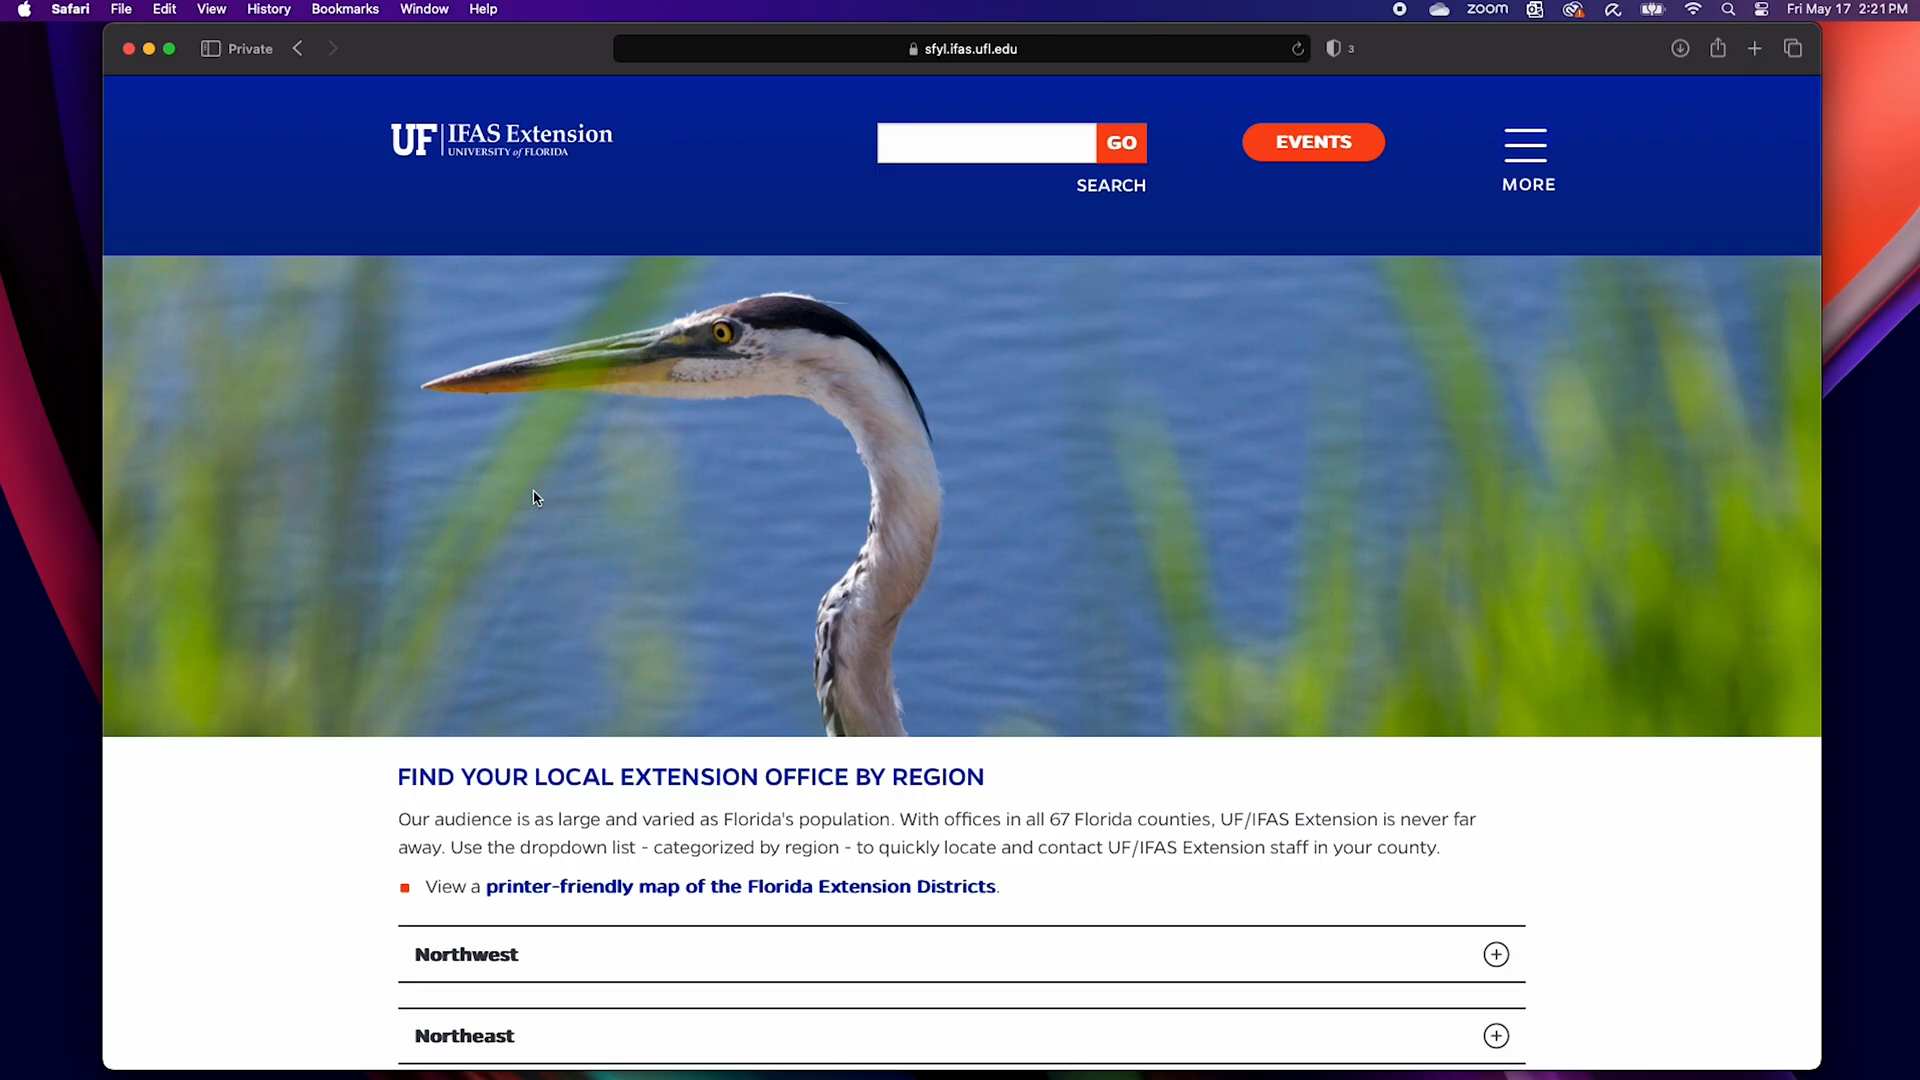 Safari File Edit View History Bookmarks Window Help zoom Fri May 17 2:21PM
Private sfyl.ifas.ufl.edu 3
UF IFAS Extension
UNIVERSITY of FLORIDA
GO
EVENTS
SEARCH
MORE
FIND YOUR LOCAL EXTENSION OFFICE BY REGION
Our audience is as large and varied as Florida's population. With offices in all 67 Florida counties, UF/IFAS Extension is never far
away. Use the dropdown list - categorized by region - to quickly locate and contact UF/IFAS Extension staff in your county.
View a printer-friendly map of the Florida Extension Districts.
Northwest
Northeast